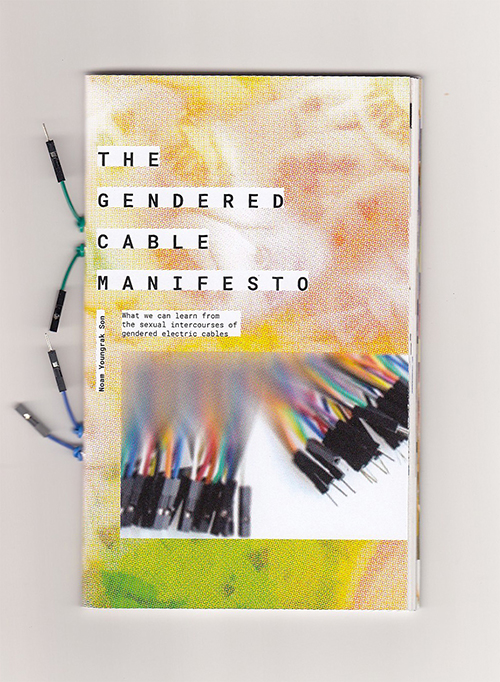 THE
GENDERED
CABLE
MANIFESTO
What we can learn from
the sexual intercourses of
gendered electric cables
Noam Youngrak Son